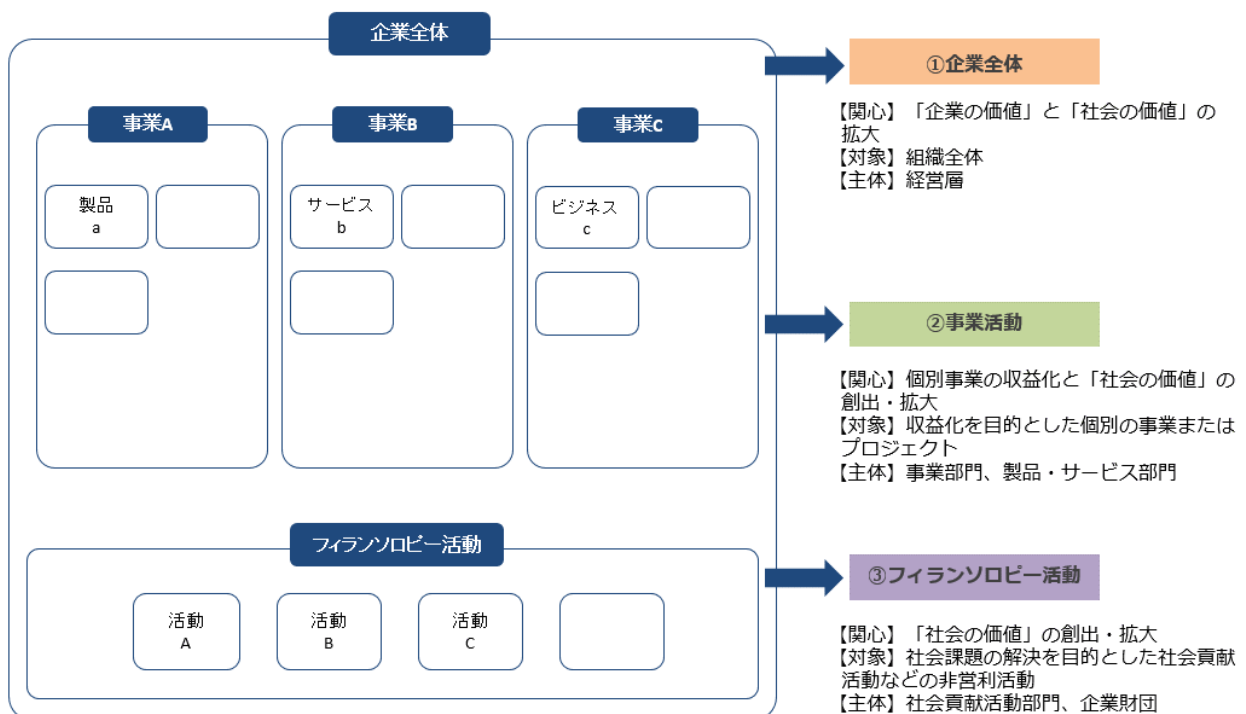 企業全体
事業A
事業B
事業C
製品
a
サービス
b
ビジネス
c
フィランソロピー活動
活動
A
活動
B
活動
C
①企業全体
【関心】「企業の価値」と「社会の価値」の
拡大
【対象】組織全体
【主体】経営層
②事業活動
【関心】個別事業の収益化と「社会の価値」の
創出・拡大
【対象】収益化を目的とした個別の事業または
プロジェクト
【主体】事業部門、製品・サービス部門
③フィランソロピー活動
【関心】「社会の価値」の創出・拡大
【対象】社会課題の解決を目的とした社会貢献
活動などの非営利活動
【主体】社会貢献活動部門、企業財団